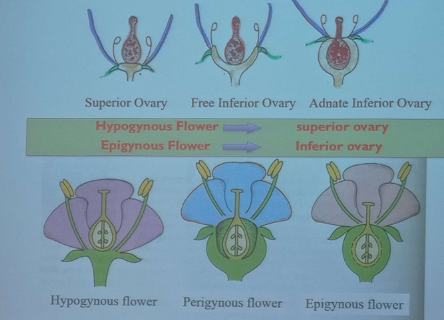 Superior Ovary Free Inferior Ovary Adnate Inferior Ovary
Hypogynous Flower superior ovary
Epigynous Flower Inferior ovary
Hypogynous flower Perigynous flower Epigynous flower